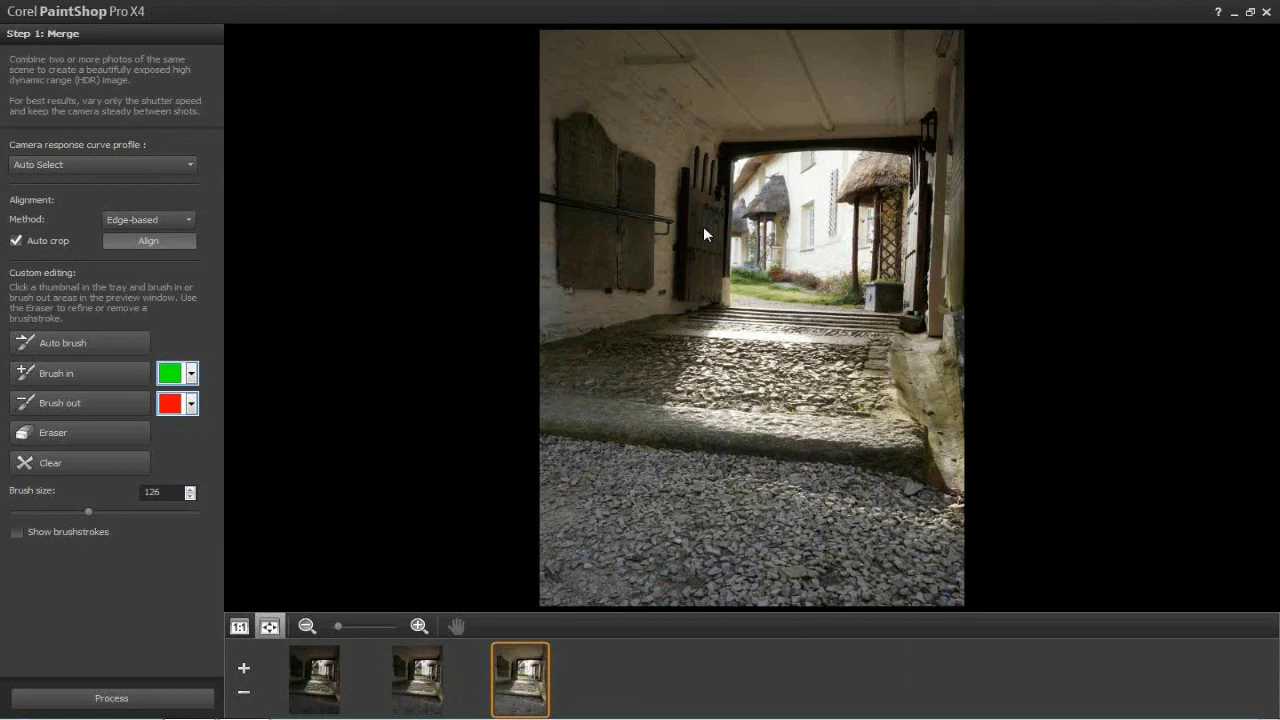 Corel PaintShop Pro X4
?
Step 1: Merge
Combine two or more photos of the same
scene to create a beautifully exposed high
dynamic range (HDR) image.
For best results, vary only the shutter speed
and keep the camera steady between shots.
Camera response curve profile :
Auto Select
Alignment:
Method: Edge-based
Auto crop Align
Custom editing:
Click a thumbnail in the tray and brush in or
brush out areas in the preview window. Use
the Eraser to refine or remove a
brushstroke.
Auto brush
Brush in
Brush out
Eraser
Clear
Brush size: 126
Show brushstrokes
1:1
Process